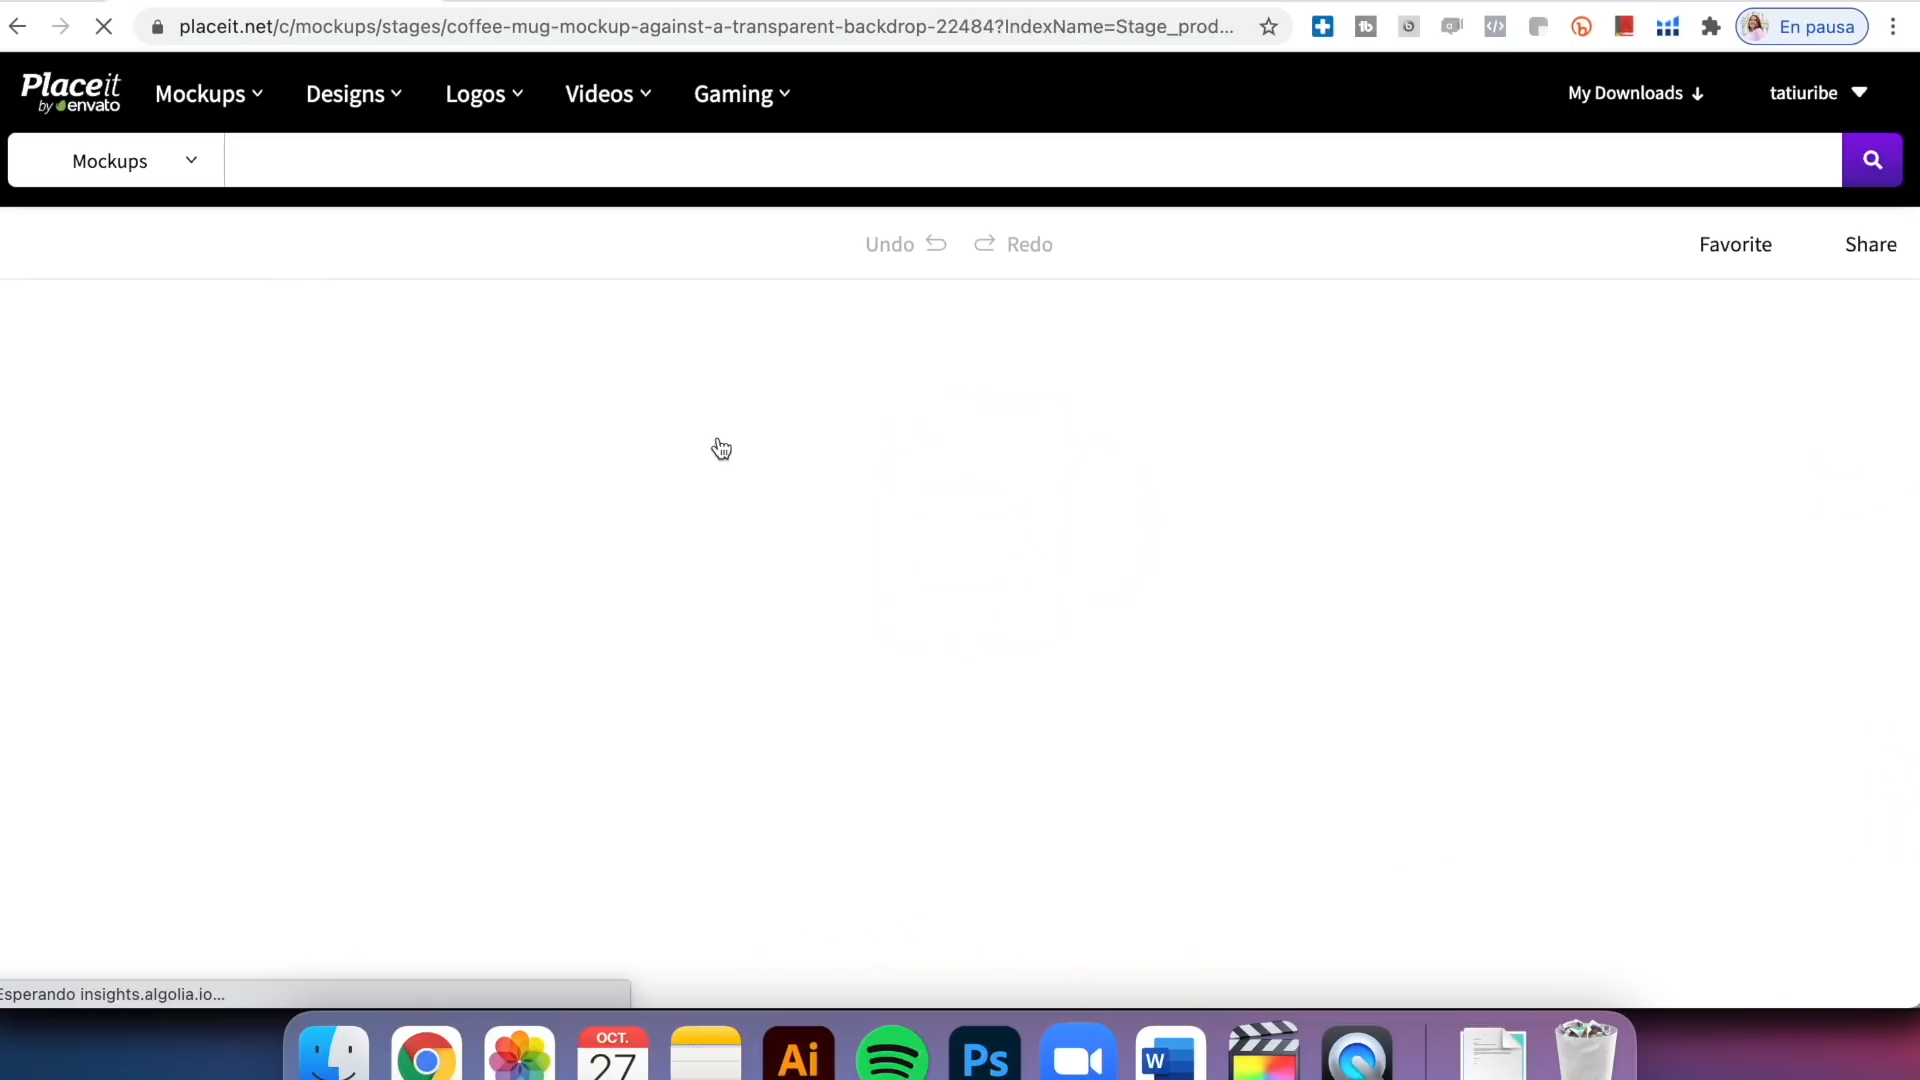 placeit.net/c/mockups/stages/coffee-mug-mockup-against-a-transparent-backdrop-22484?IndexName=Stage_prod...
En pausa
Placeit
by envato
Mockups
Designs
Logos
Videos
Gaming
My Downloads
tatiuribe
Mockups
Undo
Redo
Favorite
Share
Esperando insights.algolia.io...
OCT.
27
Ai
Ps
W